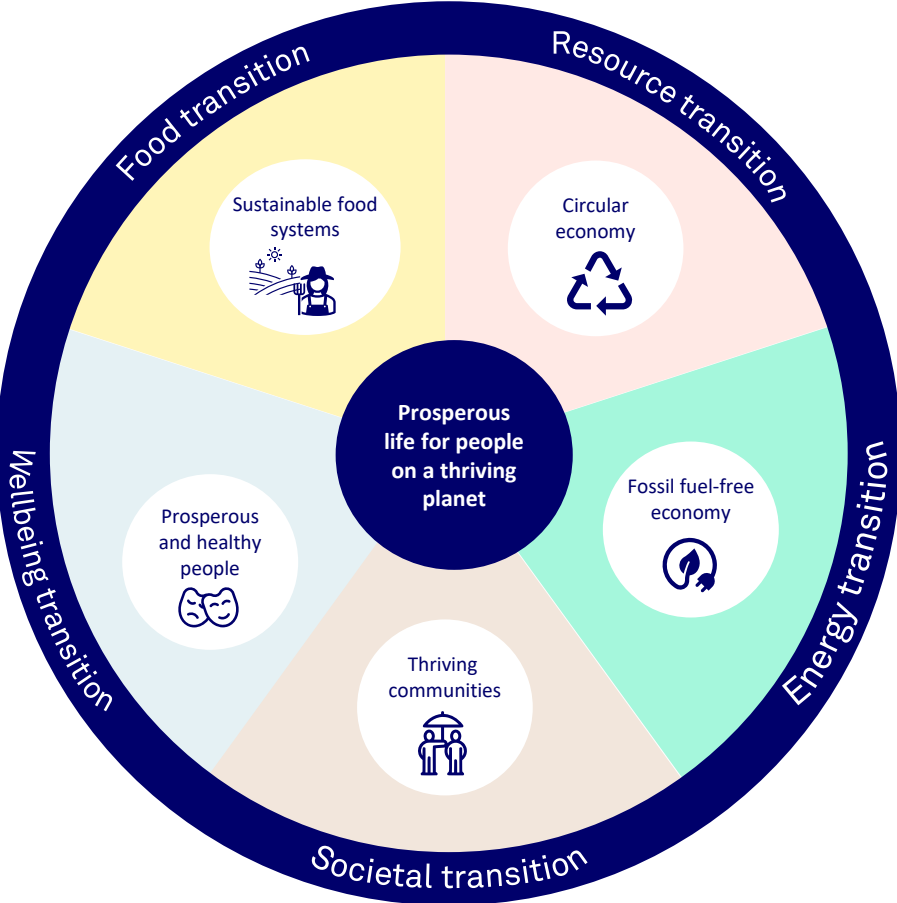 Food transition
Resource transition
Sustainable food
systems
Circular
economy
Prosperous
life for people
on a thriving
planet
Wellbeing transition
Energy transition
Prosperous
and healthy
people
Fossil fuel-free
economy
Thriving
communities
Societal transition